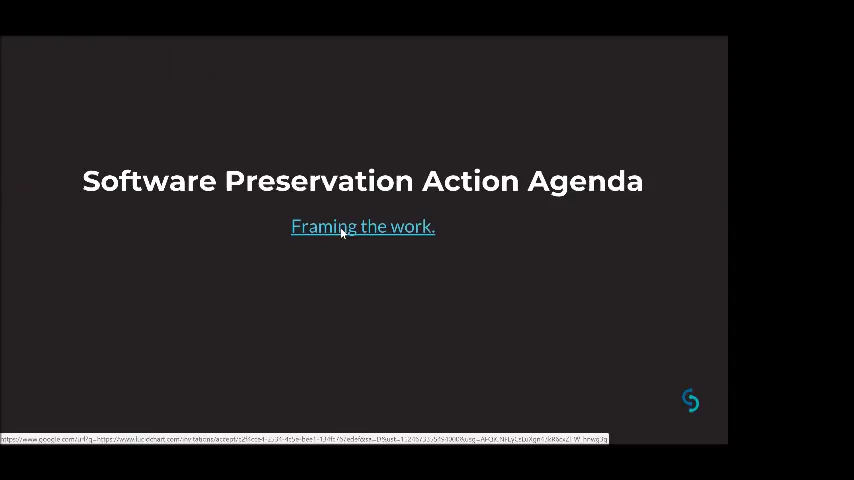 Software Preservation Action Agenda
Framing the work.